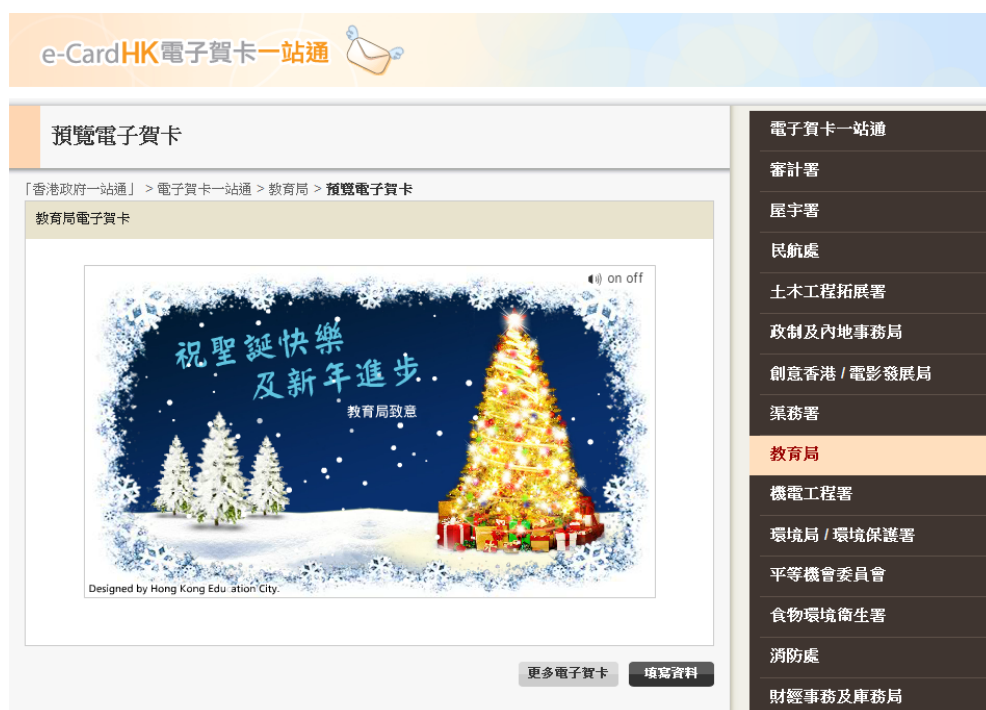 e-CardHK電子賀卡一站通
預覽電子賀卡
「香港政府一站通」 > 電子賀卡一站通 > 教育局 > 預覽電子賀卡
教育局電子賀卡
on off
祝聖誕快樂
及新年進步
教育局致意
Designed by Hong Kong Edu ation City.
更多電子賀卡
填寫資料
電子賀卡一站通
審計署
屋宇署
民航處
土木工程拓展署
政制及內地事務局
創意香港 / 電影發展局
渠務署
教育局
機電工程署
環境局 / 環境保護署
平等機會委員會
食物環境衞生署
消防處
財經事務及庫務局